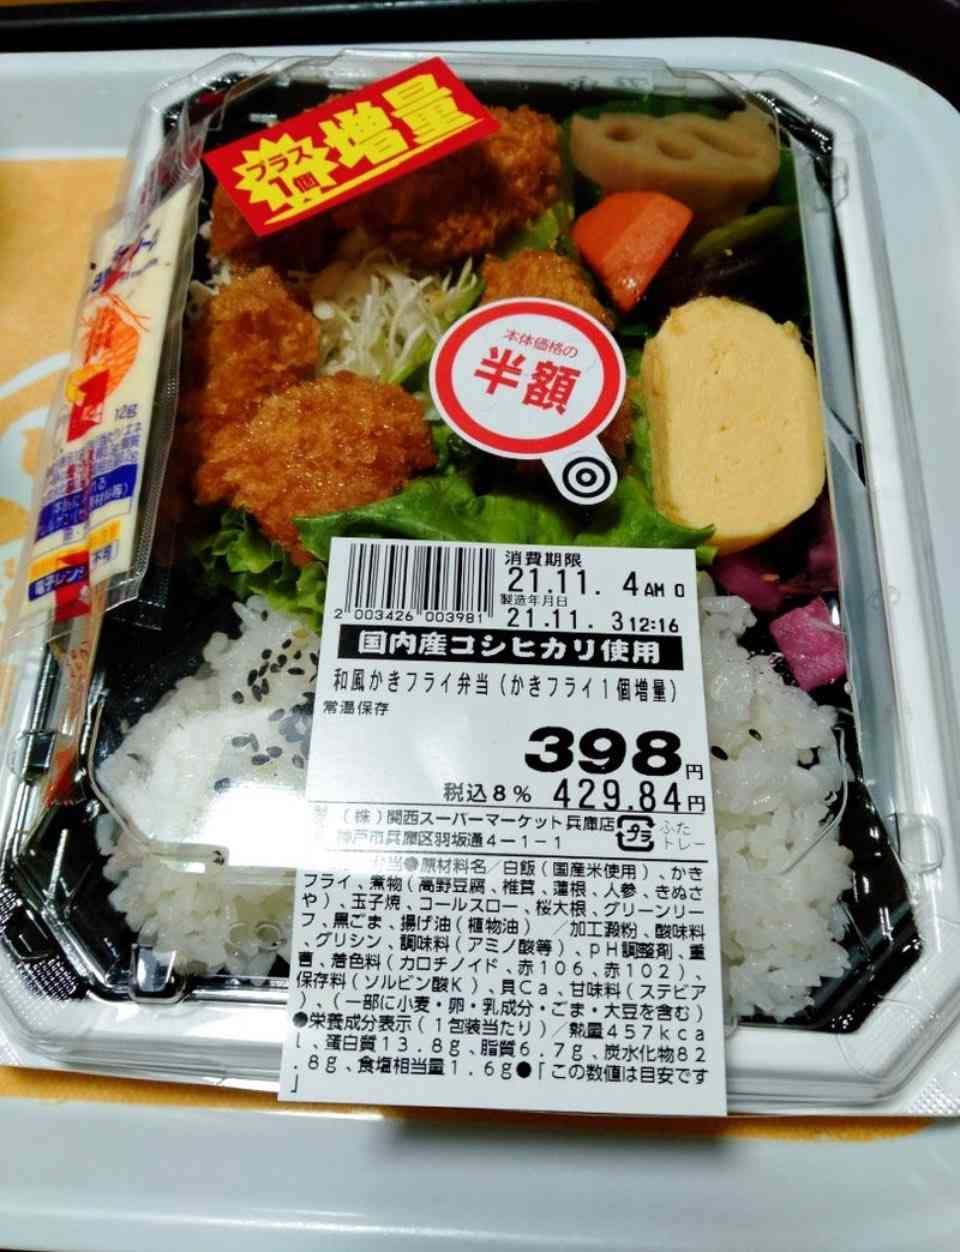 プラス
1個
増量
本体価格の
半額
12g
消費期限
21.11. 4 AM 0
製造年月日
2 003426 003981
21.11. 3 12:16
国内産コシヒカリ使用
和風かきフライ弁当(かきフライ1個増量)
常温保存
398円
税込8% 429.84円
(株)関西スーパーマーケット兵庫店
プラ
ふた
トレー
神戸市兵庫区羽坂通4-1-1
弁当●原材料名/白飯(国産米使用)、かき
フライ、煮物(高野豆腐、椎茸、蓮根、人参、きぬさ
や)、玉子焼、コールスロー、桜大根、グリーンリー
フ、黒ごま、揚げ油(植物油) /加工澱粉、酸味料
、グリシン、調味料(アミノ酸等)、pH調整剤、重
曹、着色料(カロチノイド、赤106、赤102)、
保存料(ソルビン酸K)、貝Ca、甘味料(ステビア
)、(一部に小麦・卵・乳成分・ごま・大豆を含む)
●栄養成分表示(1包装当たり)/熱量457kca
l、蛋白質13.8g、脂質6.7g、炭水化物82
.8g、食塩相当量1.6g●「この数値は目安です
」